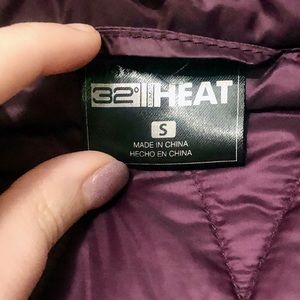 32° HEAT
S
MADE IN CHINA
HECHO EN CHINA